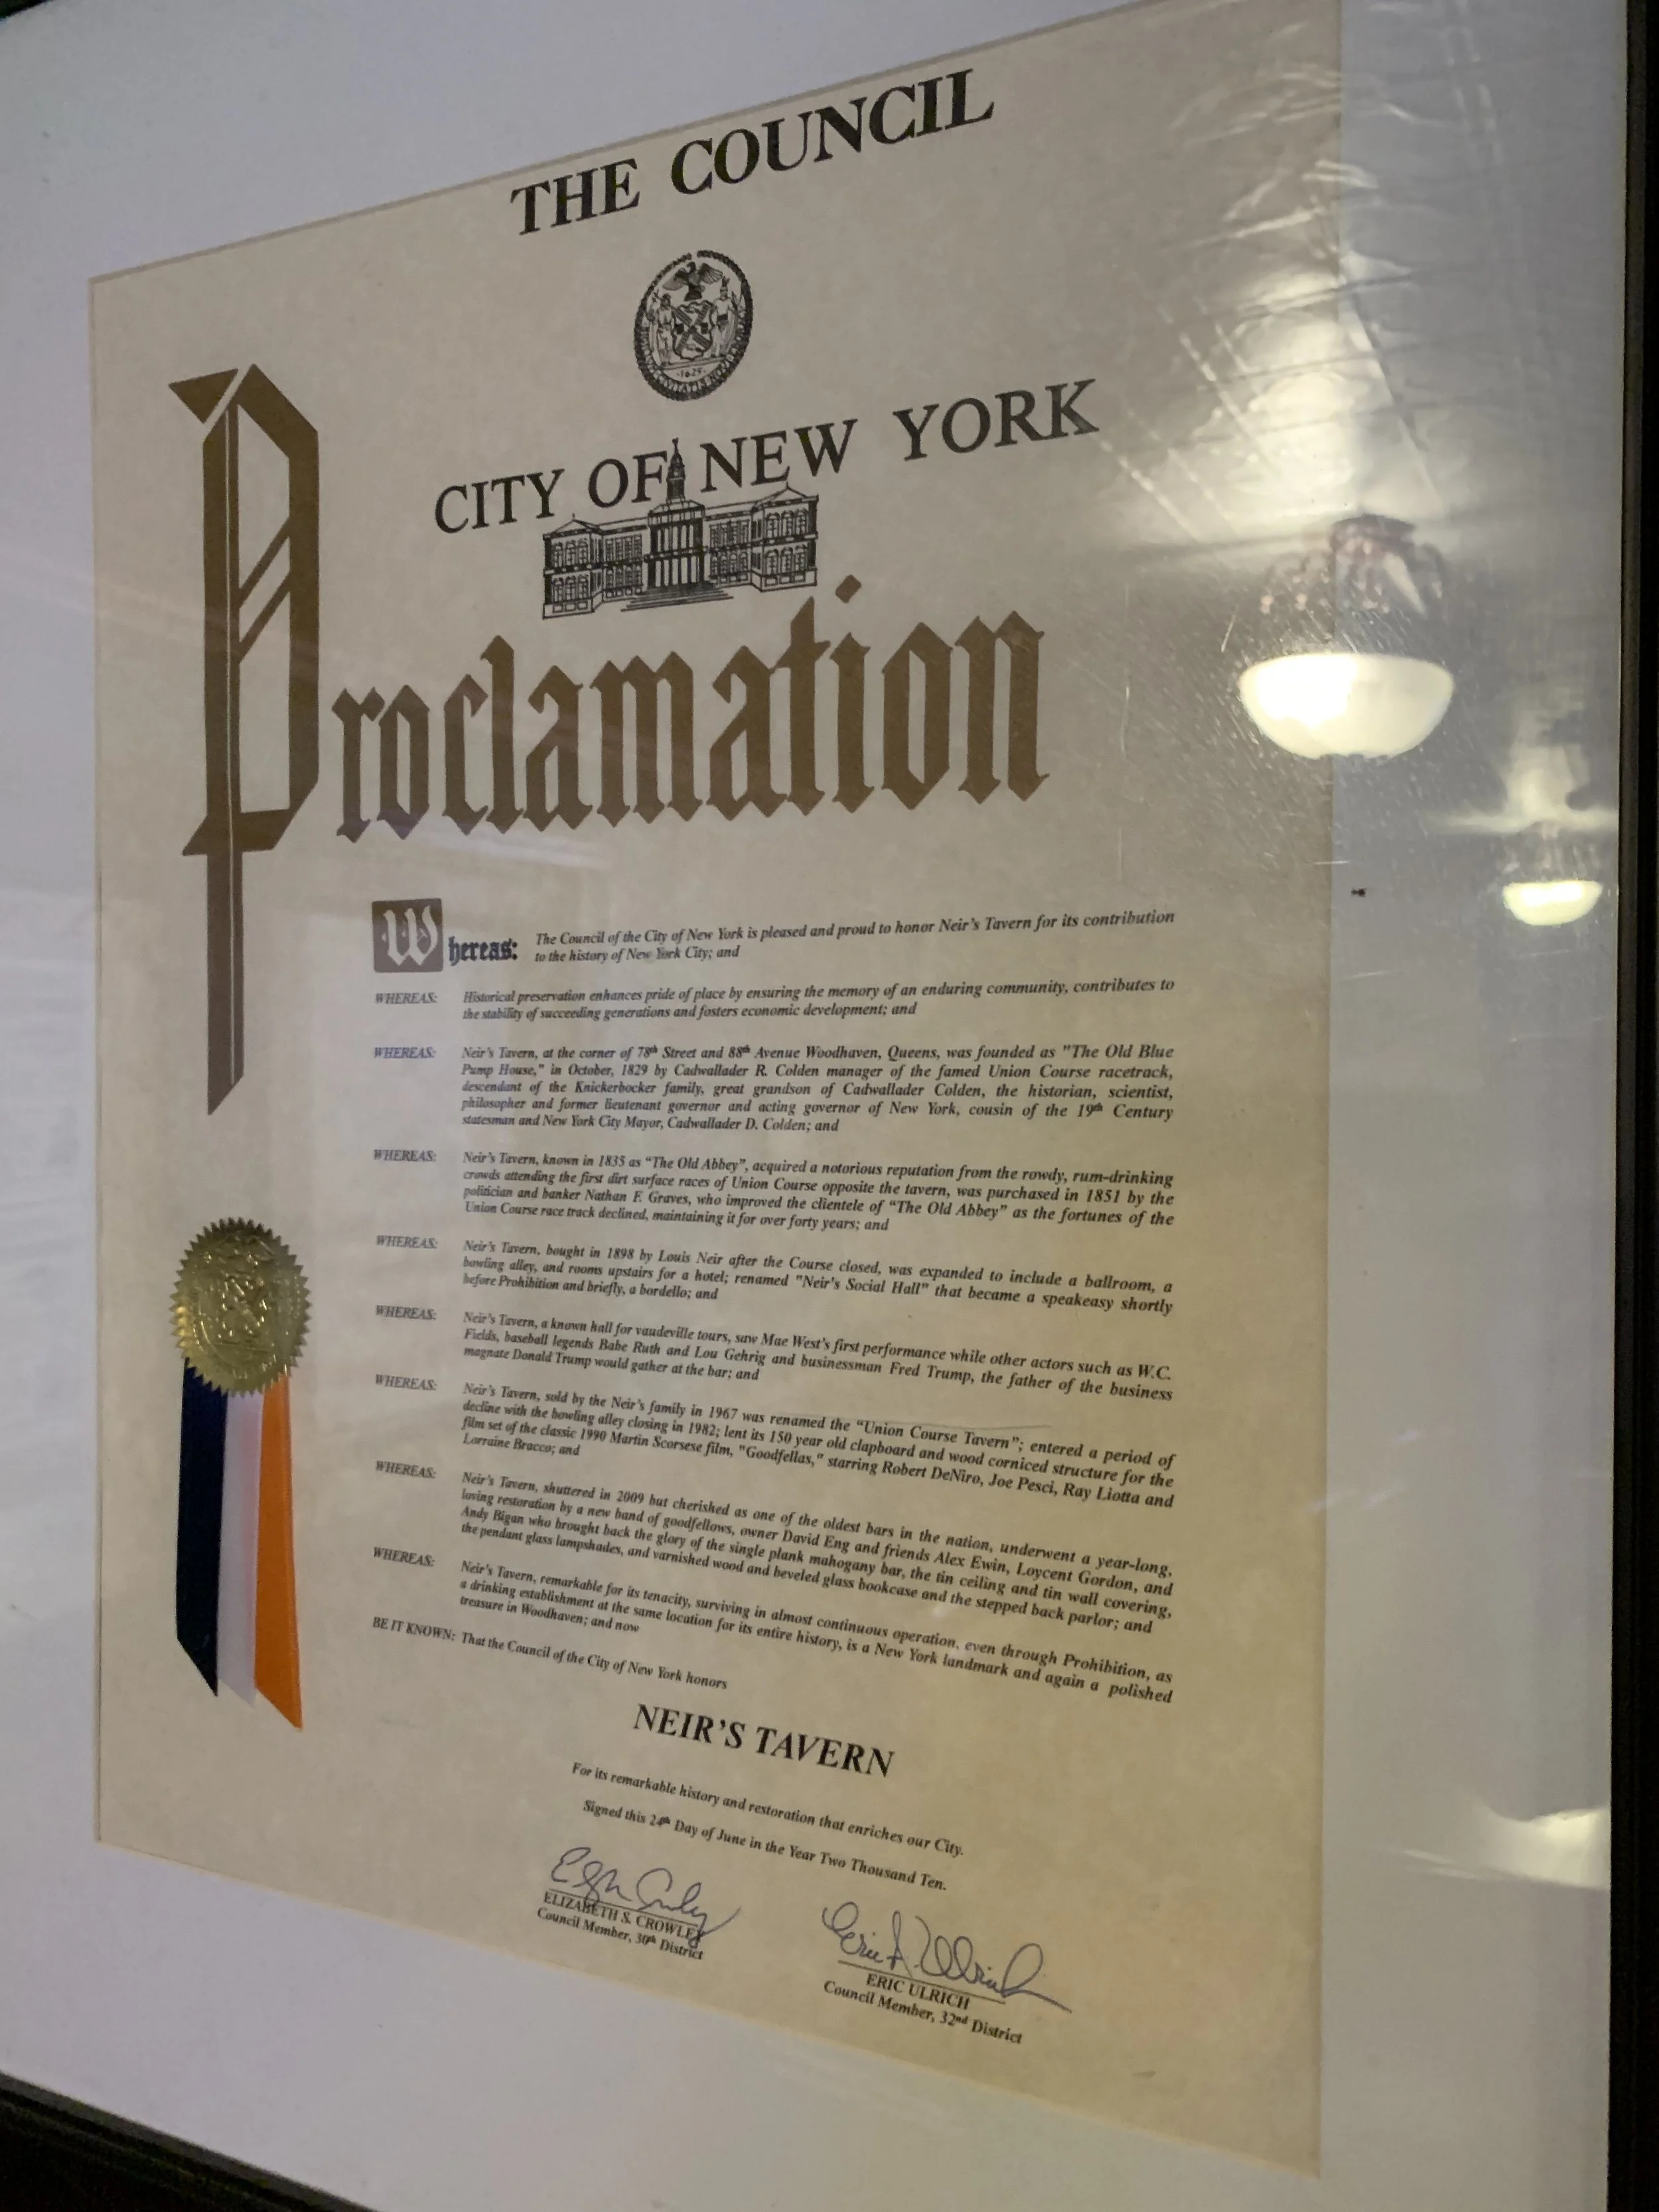 THE COUNCIL
1625
CITY OF NEW YORK
Proclamation
Whereas: The Council of the City of New York is pleased and proud to honor Neir's Tavern for its contribution
to the history of New York City; and
WHEREAS: Historical preservation enhances pride of place by ensuring the memory of an enduring community, contributes to
the stability of succeeding generations and fosters economic development; and
WHEREAS: Neir's Tavern, at the corner of 78th Street and 88th Avenue Woodhaven, Queens, was founded as "The Old Blue
Pump House," in October, 1829 by Cadwallader R. Colden manager of the famed Union Course racetrack,
descendant of the Knickerbocker family, great grandson of Cadwallader Colden, the historian, scientist,
philosopher and former lieutenant governor and acting governor of New York, cousin of the 19th Century
statesman and New York City Mayor, Cadwallader D. Colden; and
WHEREAS: Neir's Tavern, known in 1835 as "The Old Abbey", acquired a notorious reputation from the rowdy, rum-drinking
crowds attending the first dirt surface races of Union Course opposite the tavern, was purchased in 1851 by the
politician and banker Nathan F. Graves, who improved the clientele of "The Old Abbey" as the fortunes of the
Union Course race track declined, maintaining it for over forty years; and
WHEREAS: Neir's Tavern, bought in 1898 by Louis Neir after the Course closed, was expanded to include a ballroom, a
bowling alley, and rooms upstairs for a hotel; renamed "Neir's Social Hall" that became a speakeasy shortly
before Prohibition and briefly, a bordello; and
WHEREAS: Neir's Tavern, a known hall for vaudeville tours, saw Mae West's first performance while other actors such as W.C.
Fields, baseball legends Babe Ruth and Lou Gehrig and businessman Fred Trump, the father of the business
magnate Donald Trump would gather at the bar; and
WHEREAS: Neir's Tavern, sold by the Neir's family in 1967 was renamed the "Union Course Tavern"; entered a period of
decline with the bowling alley closing in 1982; lent its 150 year old clapboard and wood corniced structure for the
film set of the classic 1990 Martin Scorsese film, "Goodfellas," starring Robert DeNiro, Joe Pesci, Ray Liotta and
Lorraine Bracco; and
WHEREAS: Neir's Tavern, shuttered in 2009 but cherished as one of the oldest bars in the nation, underwent a year-long,
loving restoration by a new band of goodfellows, owner David Eng and friends Alex Ewin, Loycent Gordon, and
Andy Bigan who brought back the glory of the single plank mahogany bar, the tin ceiling and tin wall covering,
the pendant glass lampshades, and varnished wood and beveled glass bookcase and the stepped back parlor; and
WHEREAS: Neir's Tavern, remarkable for its tenacity, surviving in almost continuous operation, even through Prohibition, as
a drinking establishment at the same location for its entire history, is a New York landmark and again a polished
treasure in Woodhaven; and now
BE IT KNOWN: That the Council of the City of New York honors
NEIR'S TAVERN
For its remarkable history and restoration that enriches our City.
Signed this 24th Day of June in the Year Two Thousand Ten.
ELIZABETH S. CROWLEY
Council Member, 30th District
Eric A Ulrich
ERIC ULRICH
Council Member, 32nd District